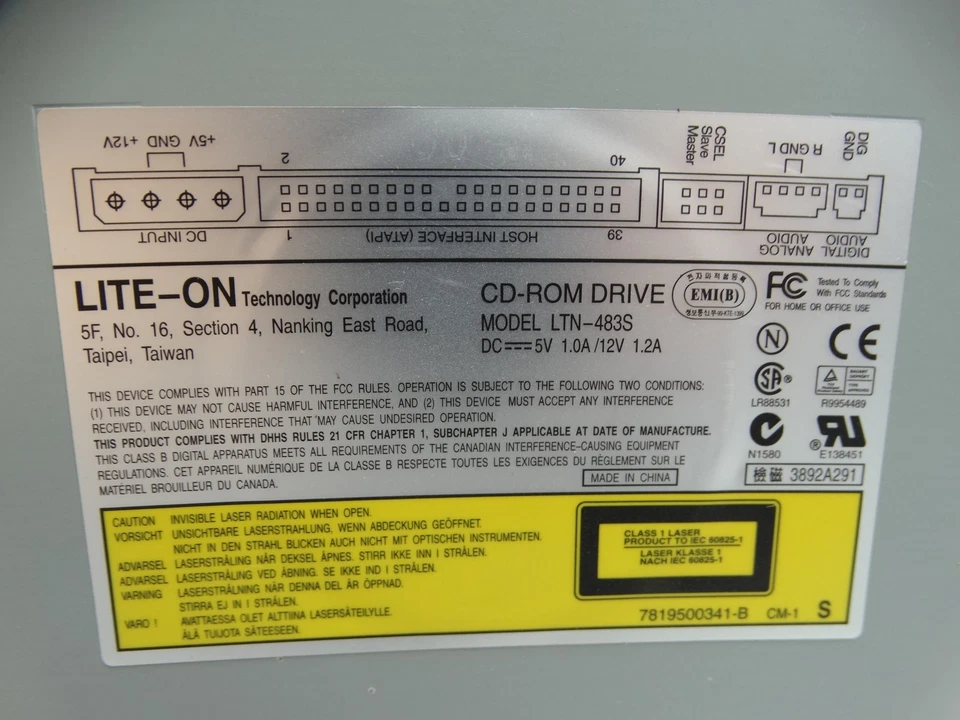 +12V GND +5V
2
40
CSEL
Slave
Master
R GND L
DIG
GND
DC INPUT
1
HOST INTERFACE (ATAPI)
39
ANALOG
AUDIO
DIGITAL
AUDIO
LITE-ON Technology Corporation
5F, No. 16, Section 4, Nanking East Road,
Taipei, Taiwan
CD-ROM DRIVE
MODEL LTN-483S
DC 5V 1.0A/12V 1.2A
EMI(B)
FC
Tested To Comply
With FCC Standards
FOR HOME OR OFFICE USE
N
CE
SA ®
LR88531
R9954489
N1580
® UR
E138451
檢磁 3892A291
THIS DEVICE COMPLIES WITH PART 15 OF THE FCC RULES. OPERATION IS SUBJECT TO THE FOLLOWING TWO CONDITIONS:
(1) THIS DEVICE MAY NOT CAUSE HARMFUL INTERFERENCE, AND (2) THIS DEVICE MUST ACCEPT ANY INTERFERENCE
RECEIVED, INCLUDING INTERFERENCE THAT MAY CAUSE UNDESIRED OPERATION.
THIS PRODUCT COMPLIES WITH DHHS RULES 21 CFR CHAPTER 1, SUBCHAPTER J APPLICABLE AT DATE OF MANUFACTURE.
THIS CLASS B DIGITAL APPARATUS MEETS ALL REQUIREMENTS OF THE CANADIAN INTERFERENCE-CAUSING EQUIPMENT
REGULATIONS. CET APPAREIL NUMÉRIQUE DE LA CLASSE B RESPECTE TOUTES LES EXIGENCES DU RÈGLEMENT SUR LE
MATÉRIEL BROUILLEUR DU CANADA.
MADE IN CHINA
CAUTION INVISIBLE LASER RADIATION WHEN OPEN.
VORSICHT UNSICHTBARE LASERSTRAHLUNG, WENN ABDECKUNG GEÖFFNET.
NICHT IN DEN STRAHL BLICKEN AUCH NICHT MIT OPTISCHEN INSTRUMENTEN.
ADVARSEL LASERSTRÅLING NÅR DEKSEL ÅPNES. STIRR IKKE INN I STRÅLEN.
ADVARSEL LASERSTRÅLING VED ÅBNING. SE IKKE IND I STRÅLEN.
VARNING LASERSTRÅLNING NÄR DENNA DEL ÄR ÖPPNAD.
STIRRA EJ IN I STRÅLEN.
VARO ! AVATTAESSA OLET ALTTIINA LASERSÄTEILYLLE.
ÄLÄ TUIJOTA SÄTEESEEN.
CLASS 1 LASER
PRODUCT TO IEC 60825-1
LASER KLASSE 1
NACH IEC 60825-1
7819500341-B CM-1 S